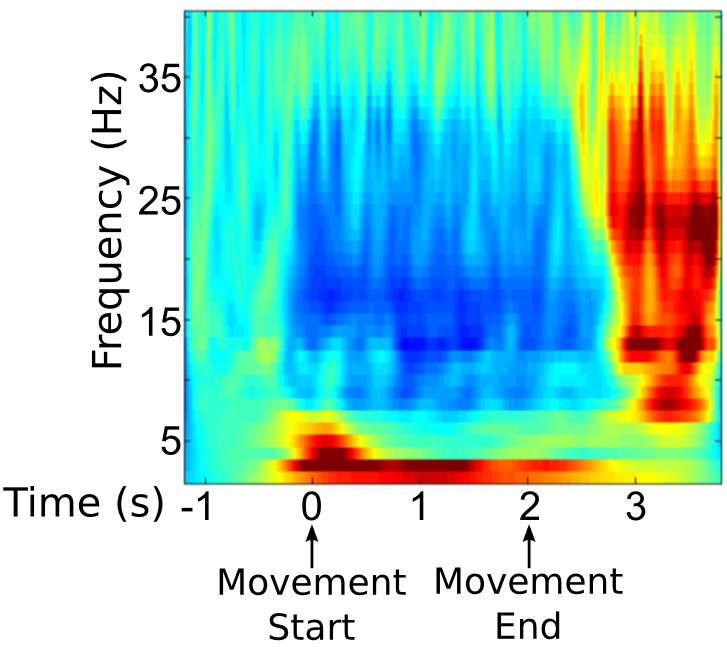 Frequency (Hz)
35
25
15
5
Time (s) -1 0 1 2 3
Movement Start
Movement End